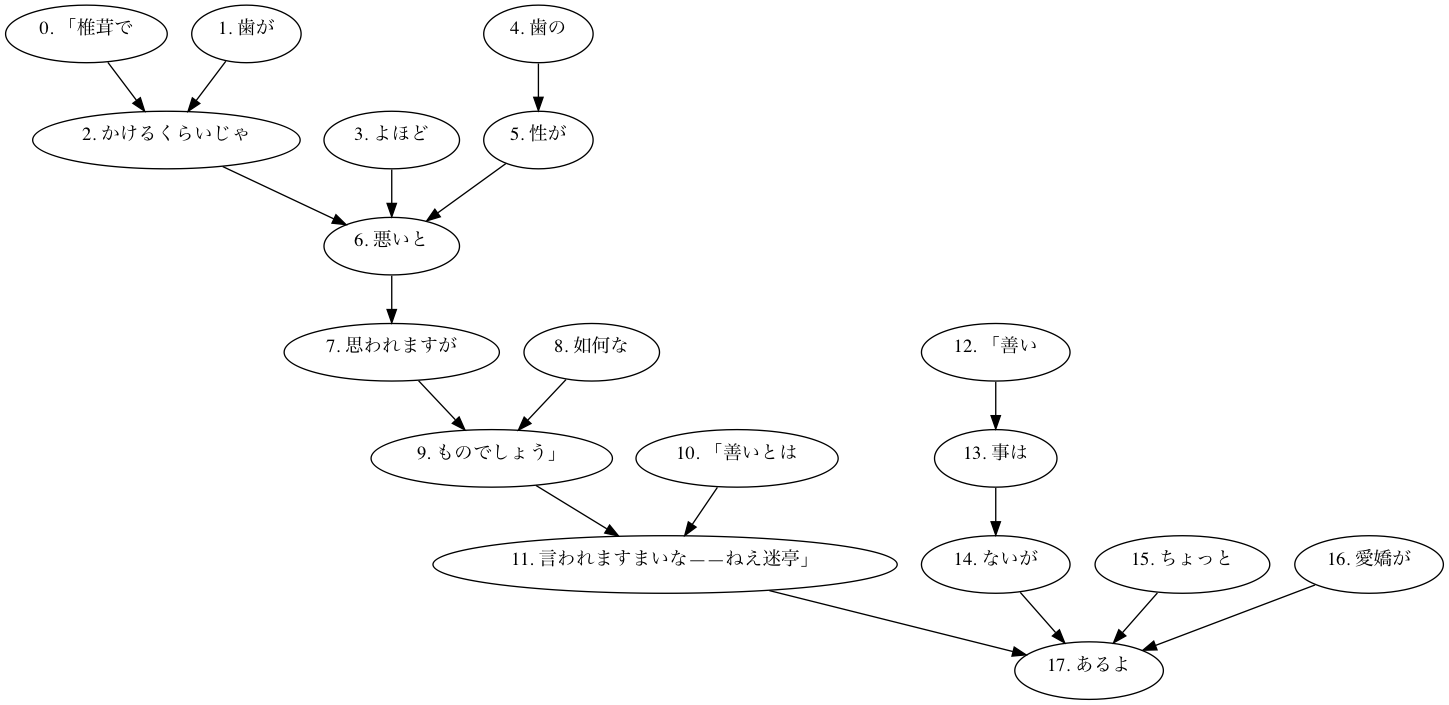 0. 「椎茸で
1. 歯が
4. 歯の
2. かけるくらいじゃ
3. よほど
5. 性が
6. 悪いと
7. 思われますが
8. 如何な
12. 「善い
9. ものでしょう」
10. 「善いとは
13. 事は
11. 言われますまいな——ねえ迷亭」
14. ないが
15. ちょっと
16. 愛嬌が
17. あるよ